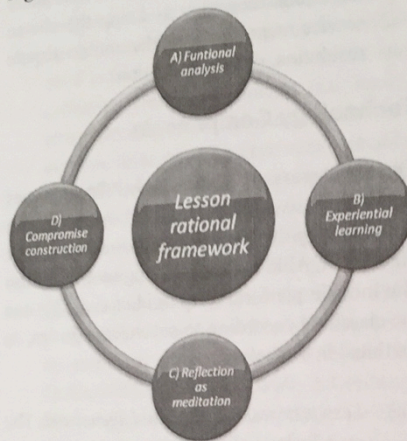 A) Funtional
analysis
Lesson
rational
framework
B)
Experiential
learning
D)
Compromise
construction
C) Reflection
as
meditation